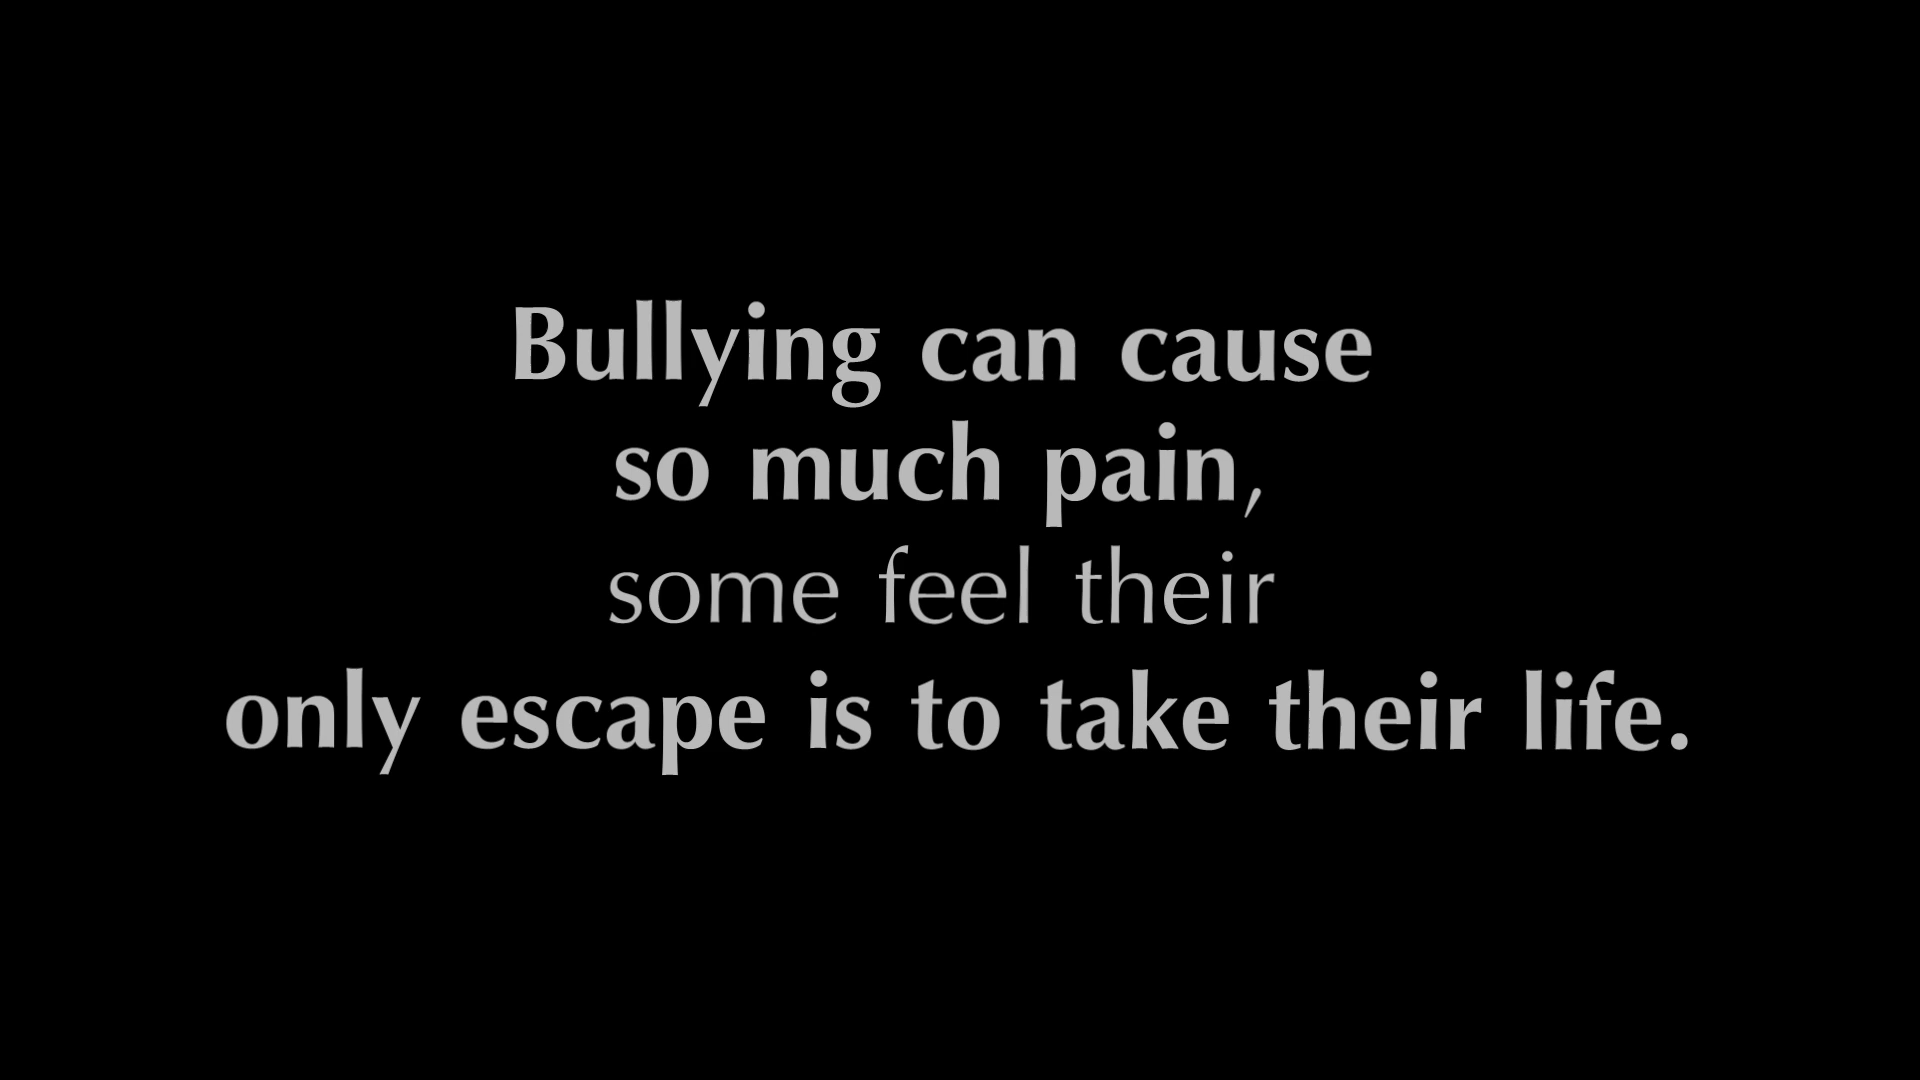 Bullying can cause
so much pain,
some feel their
only escape is to take their life.